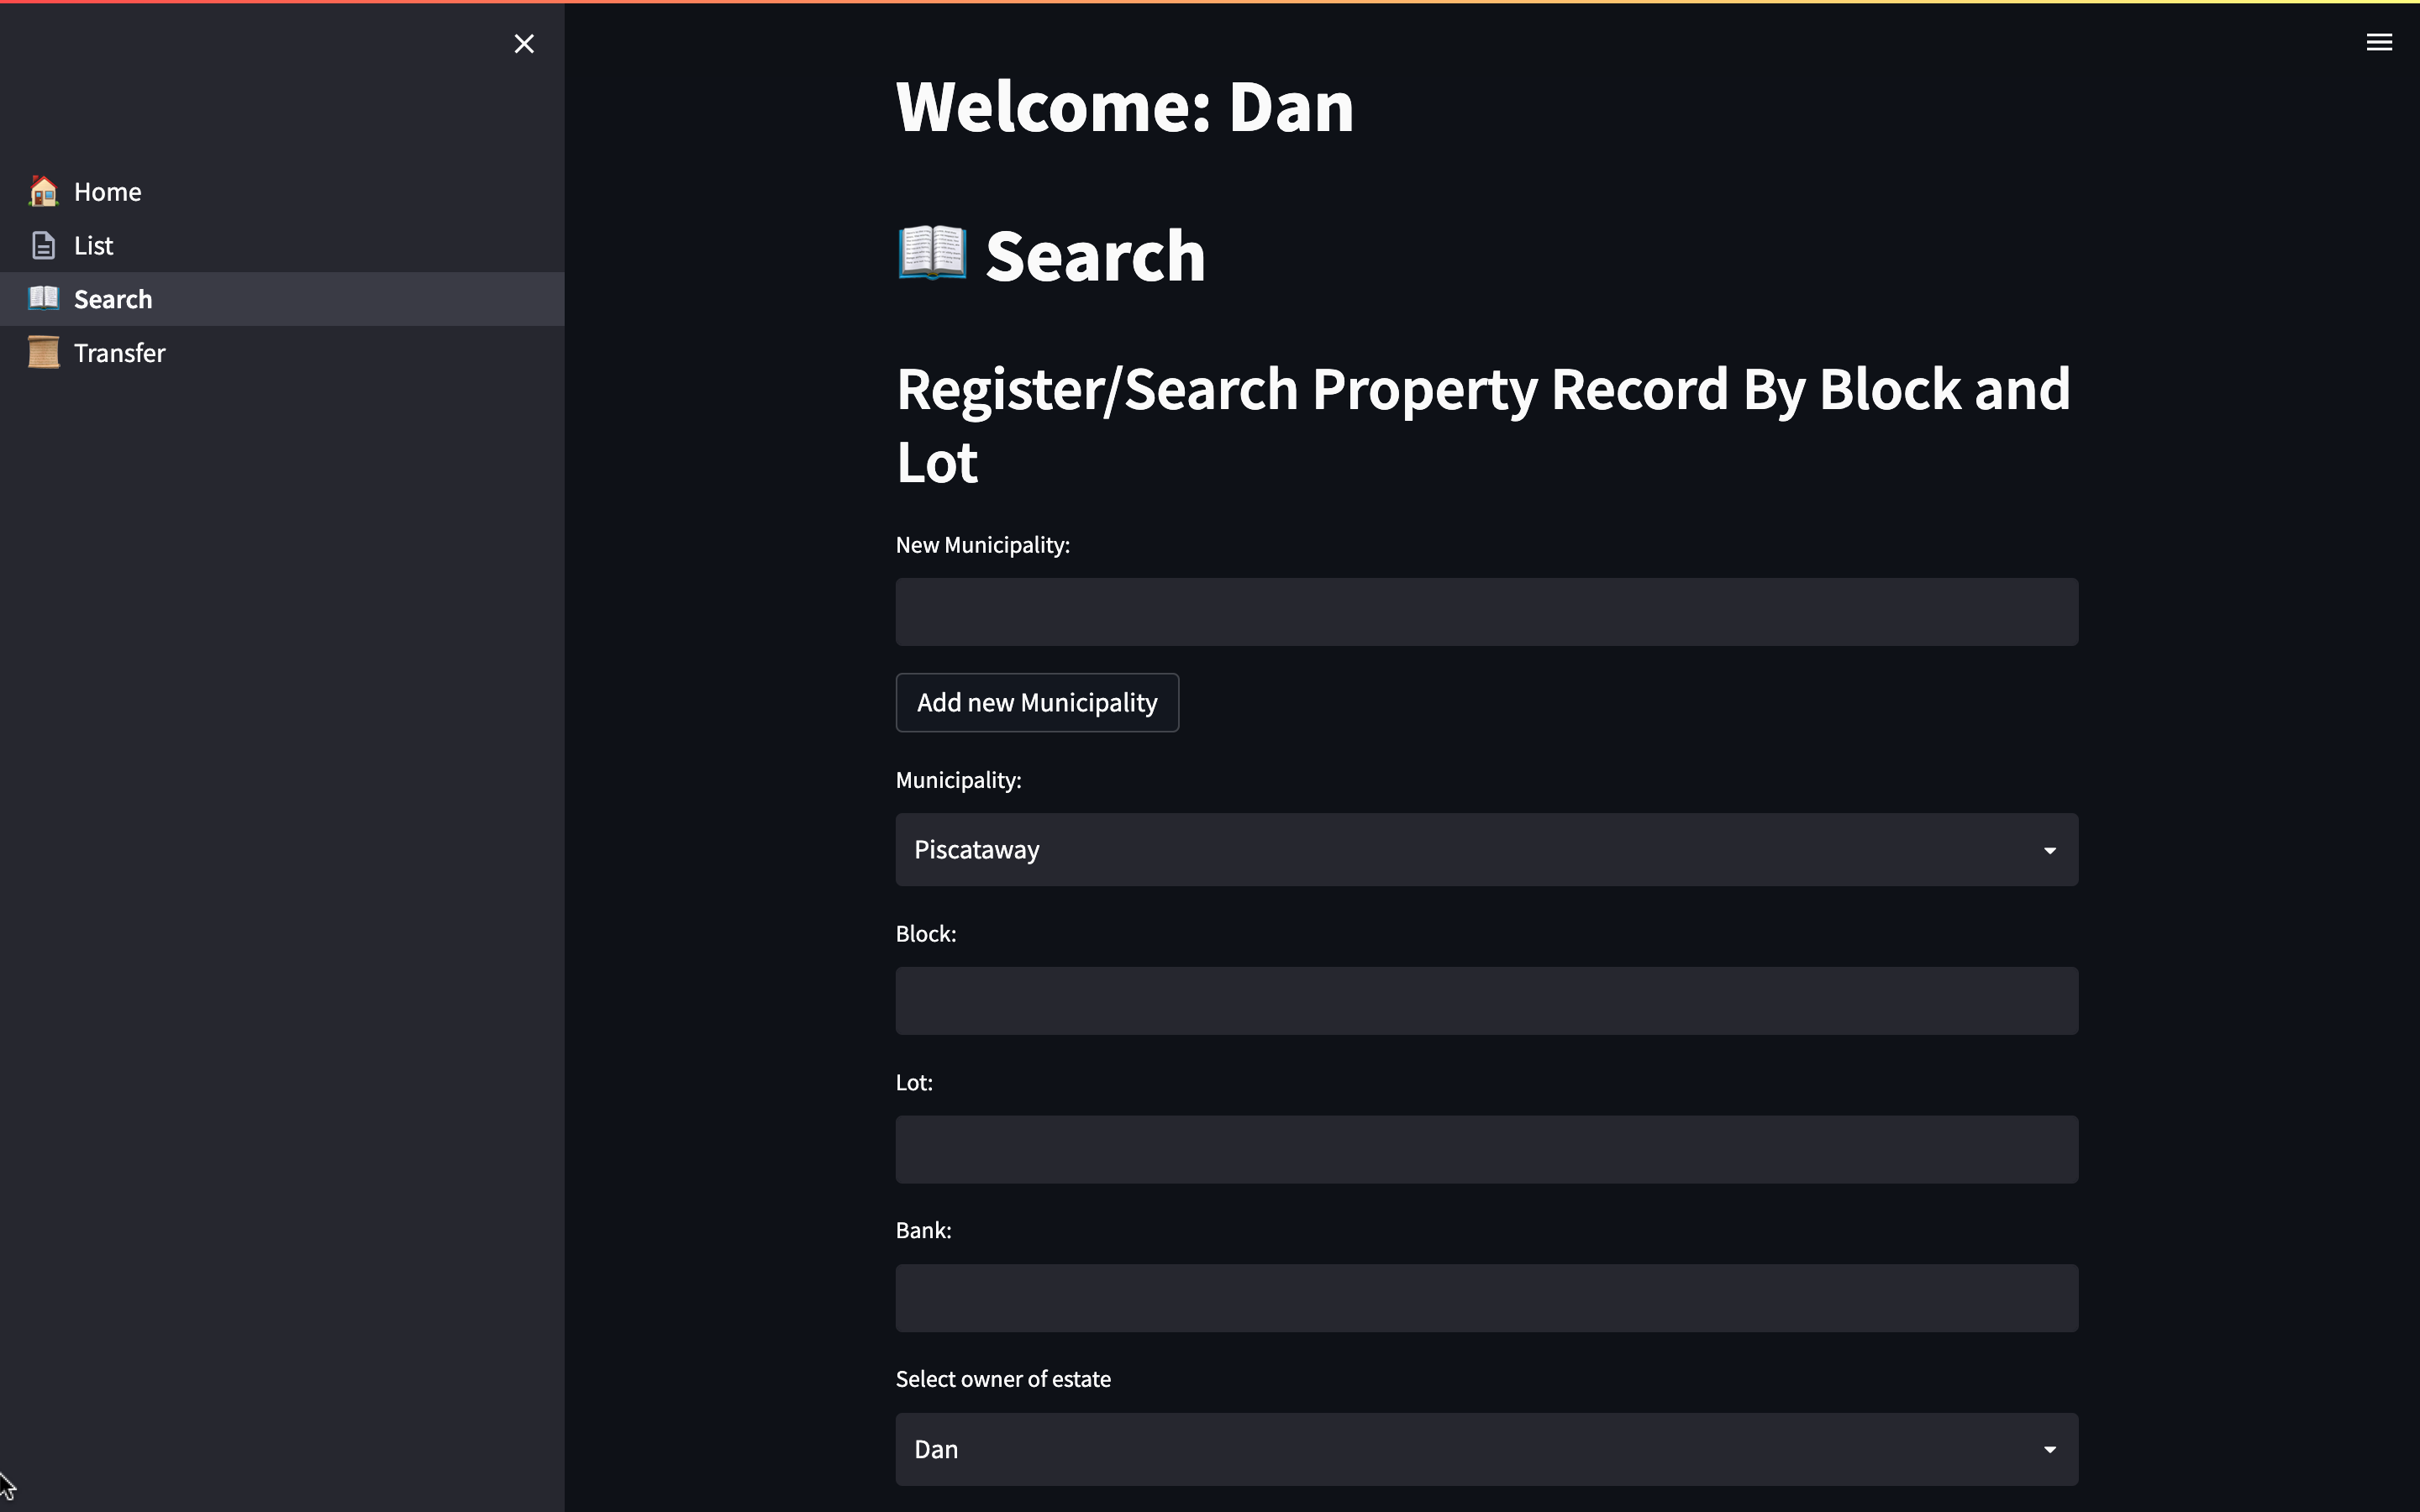 Home
List
Search
Transfer
Welcome: Dan
Search
Register/Search Property Record By Block and
Lot
New Municipality:
Add new Municipality
Municipality:
Piscataway
Block:
Lot:
Bank:
Select owner of estate
Dan